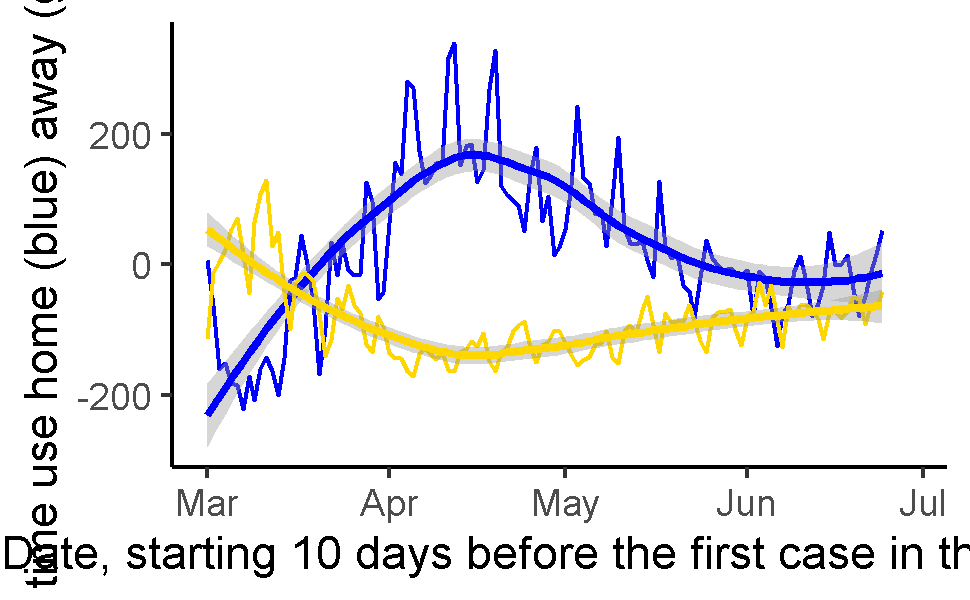 time use home (blue) away (
200
0
-200
Mar Apr May Jun Jul
Date, starting 10 days before the first case in th